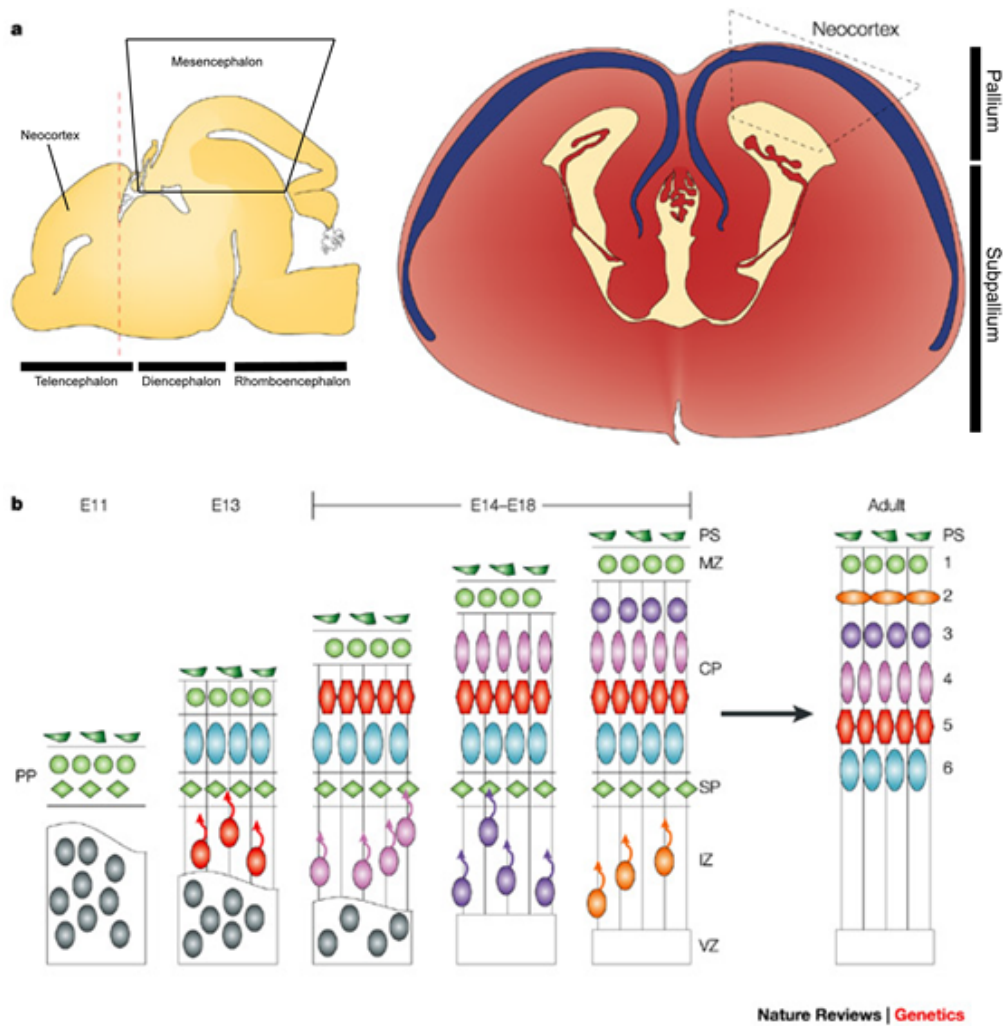 a
Mesencephalon
Neocortex
Telencephalon
Diencephalon
Rhomboencephalon
Neocortex
Pallium
Subpallium
b
E11
E13
E14–E18
Adult
PS
MZ
CP
SP
IZ
VZ
PP
PS
1
2
3
4
5
6
Nature Reviews | Genetics